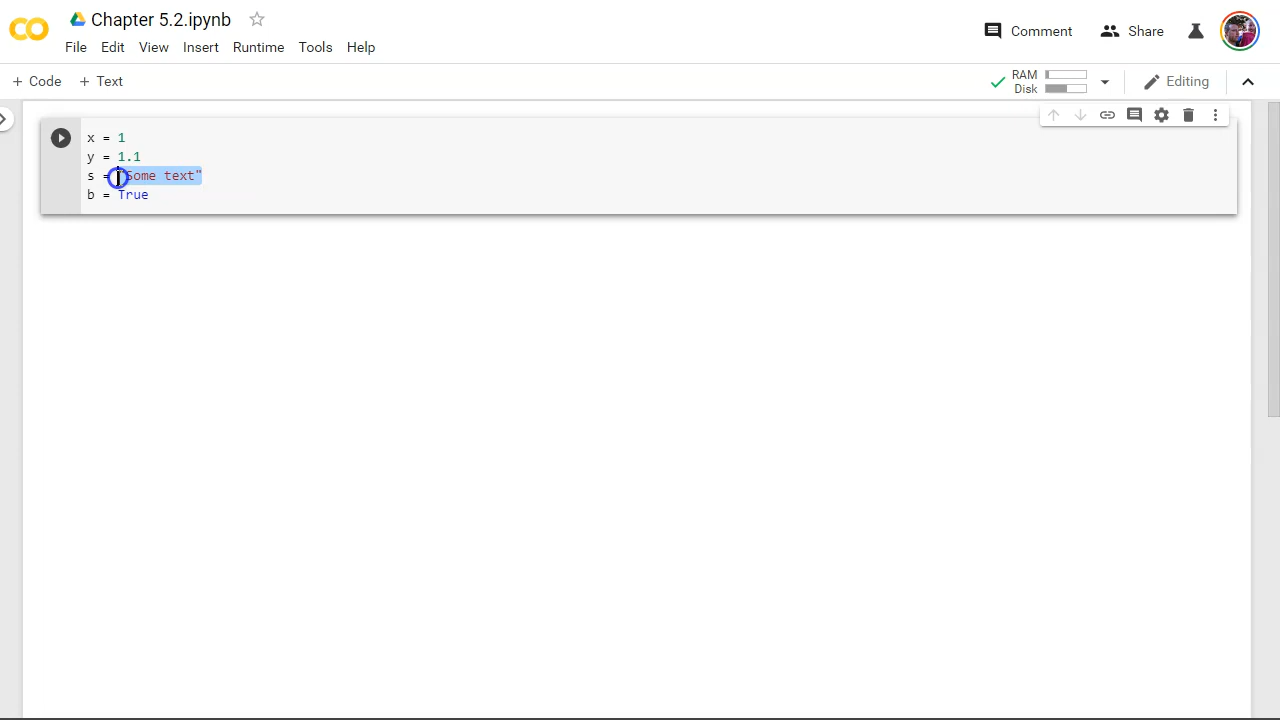 CO Chapter 5.2.ipynb
File Edit View Insert Runtime Tools Help
Comment Share
+ Code + Text
RAM
Disk
Editing
x = 1
y = 1.1
s = "Some text"
b = True